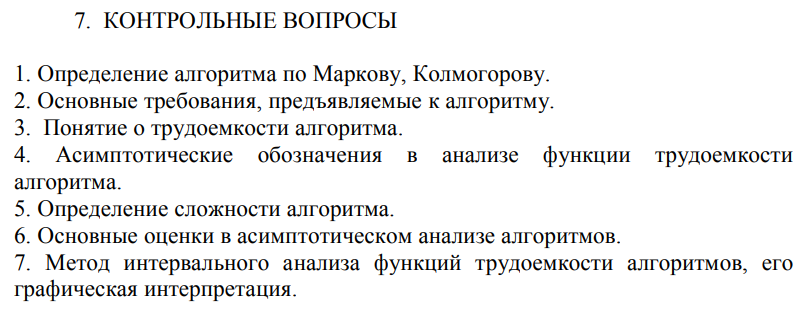 7. КОНТРОЛЬНЫЕ ВОПРОСЫ
1. Определение алгоритма по Маркову, Колмогорову.
2. Основные требования, предъявляемые к алгоритму.
3. Понятие о трудоемкости алгоритма.
4. Асимптотические обозначения в анализе функции трудоемкости
алгоритма.
5. Определение сложности алгоритма.
6. Основные оценки в асимптотическом анализе алгоритмов.
7. Метод интервального анализа функций трудоемкости алгоритмов, его
графическая интерпретация.